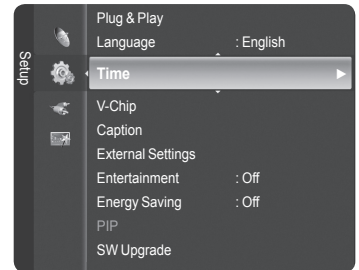 Setup
Plug & Play
Language : English
Time
V-Chip
Caption
External Settings
Entertainment : Off
Energy Saving : Off
PIP
SW Upgrade